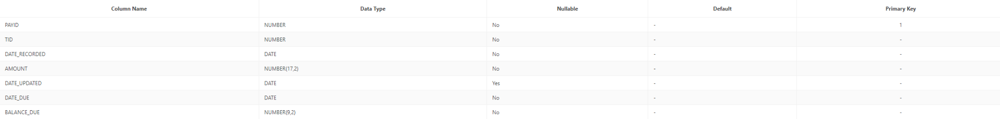 Column Name Data Type Nullable Default Primary Key
PAYID NUMBER No - 1
TID NUMBER No - -
DATE_RECORDED DATE No - -
AMOUNT NUMBER(17,2) No - -
DATE_UPDATED DATE Yes - -
DATE_DUE DATE No - -
BALANCE_DUE NUMBER(9,2) No - -